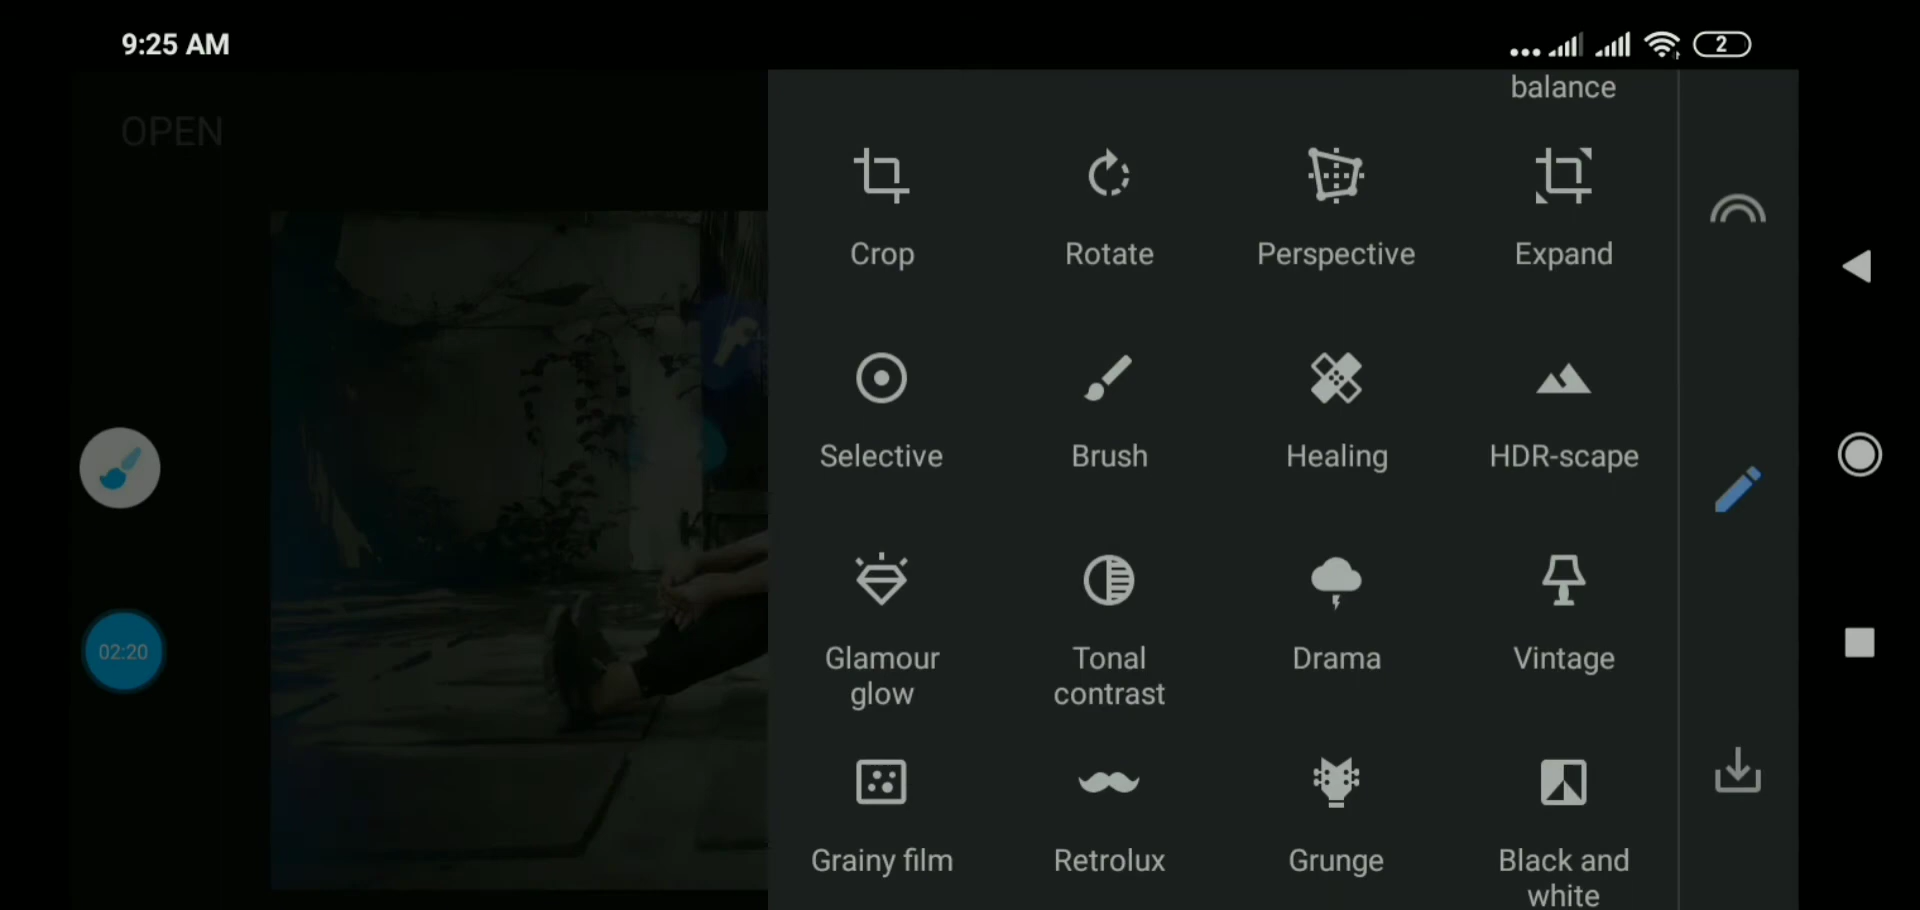 9:25 AM
2
OPEN
balance
Crop
Rotate
Perspective
Expand
Selective
Brush
Healing
HDR-scape
02:20
Glamour
glow
Tonal
contrast
Drama
Vintage
Grainy film
Retrolux
Grunge
Black and
white